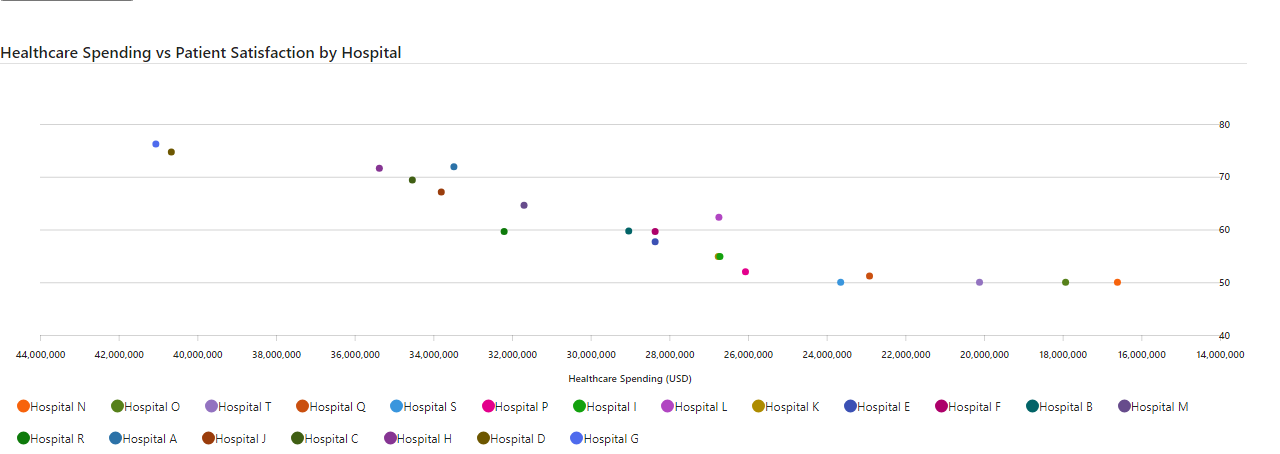 Healthcare Spending vs Patient Satisfaction by Hospital
80
70
60
50
40
44,000,000 42,000,000 40,000,000 38,000,000 36,000,000 34,000,000 32,000,000 30,000,000 28,000,000 26,000,000 24,000,000 22,000,000 20,000,000 18,000,000 16,000,000 14,000,000
Healthcare Spending (USD)
Hospital N Hospital O Hospital T Hospital Q Hospital S Hospital P Hospital I Hospital L Hospital K Hospital E Hospital F Hospital B Hospital M
Hospital R Hospital A Hospital J Hospital C Hospital H Hospital D Hospital G